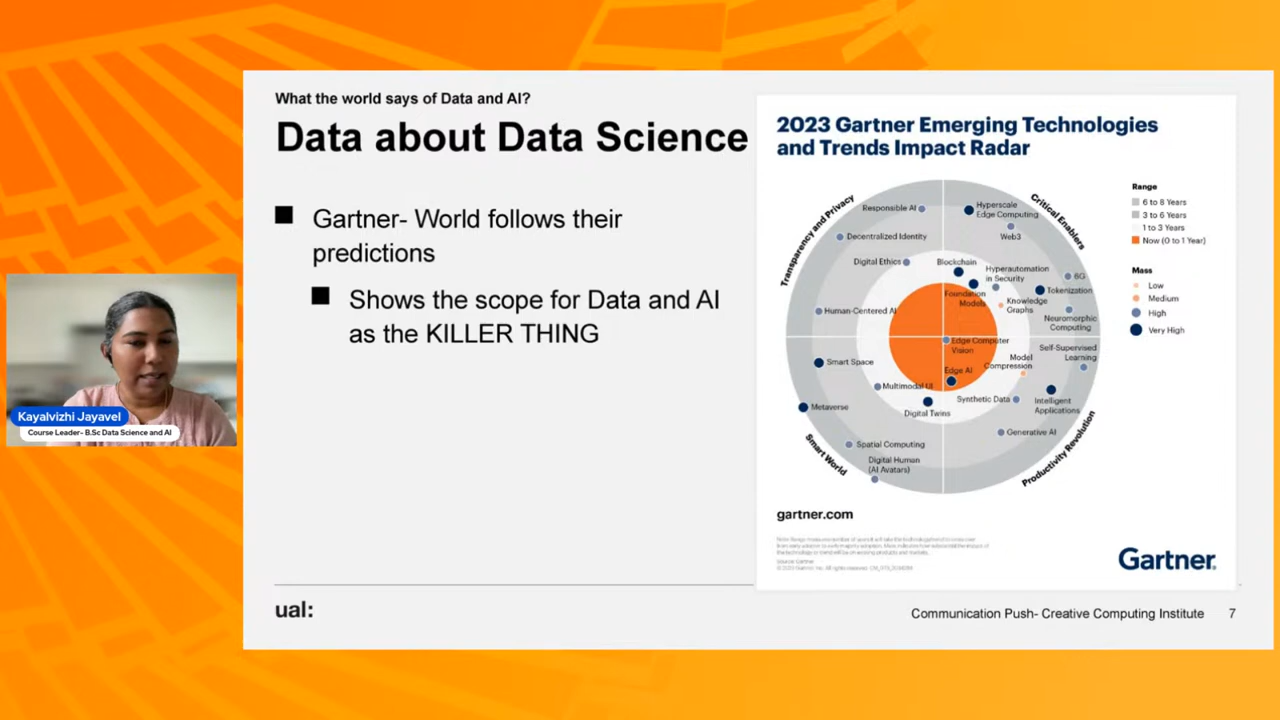 What the world says of Data and AI?
Data about Data Science
Gartner- World follows their
predictions
Shows the scope for Data and AI
as the KILLER THING
2023 Gartner Emerging Technologies
and Trends Impact Radar
Transparency and Privacy
Critical Enablers
Smart World
Productivity Revolution
Responsible AI
Hyperscale
Edge Computing
Web3
Decentralized Identity
Digital Ethics
Blockchain
Hyperautomation
in Security
6G
Foundation
Models
Tokenization
Knowledge
Graphs
Human-Centered AI
Neuromorphic
Computing
Edge Computer
Vision
Self-Supervised
Learning
Model
Compression
Smart Space
Edge AI
Multimodal UI
Synthetic Data
Intelligent
Applications
Metaverse
Digital Twins
Generative AI
Spatial Computing
Digital Human
(AI Avatars)
Range
6 to 8 Years
3 to 6 Years
1 to 3 Years
Now (0 to 1 Year)
Mass
Low
Medium
High
Very High
gartner.com
Source: Gartner
Gartner.
Kayalvizhi Jayavel
Course Leader- B.Sc Data Science and AI
ual:
Communication Push- Creative Computing Institute 7